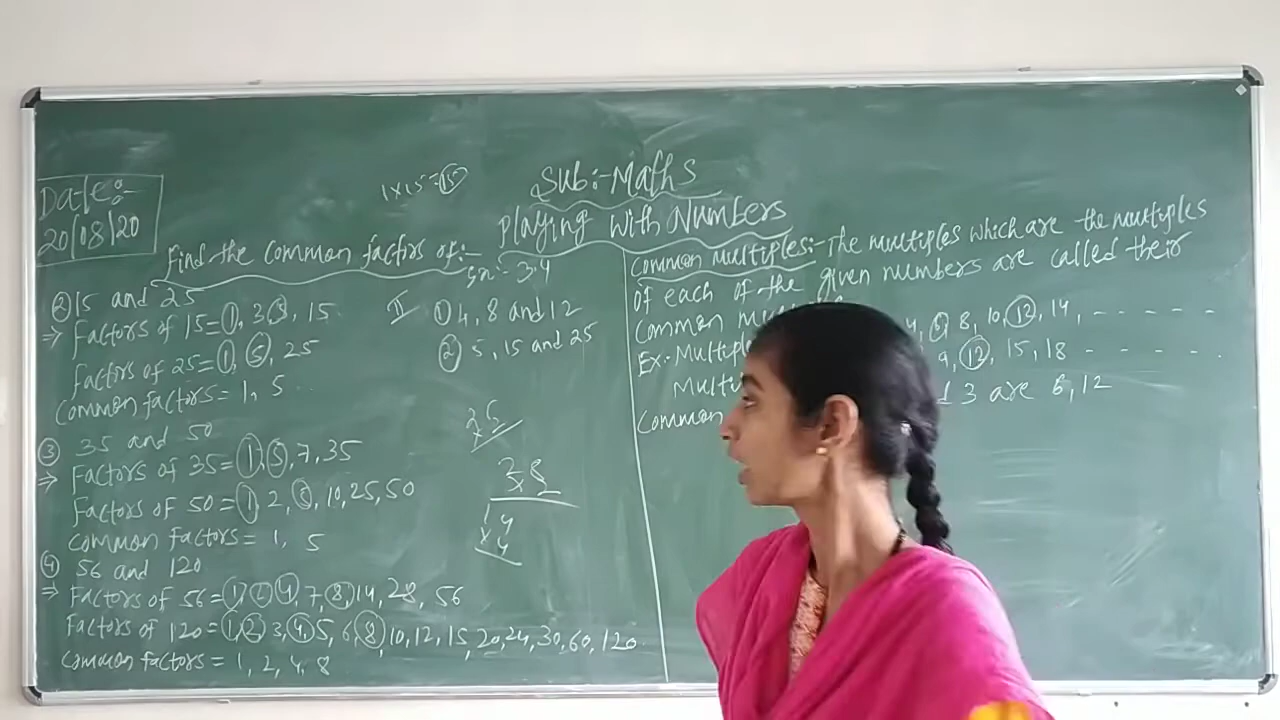 Date:-
20/08/20
1x15=15
Sub:-Maths
Playing with Numbers
Find the common factors of:-
Ex:- 3.4
② 15 and 25
⇒ Factors of 15=1, 3, 5, 15.
Factors of 25=1, 5, 25
Common factors= 1, 5
③ 35 and 50
⇒ Factors of 35=1, 5, 7, 35
Factors of 50=1, 2, 5, 10, 25, 50
Common factors= 1, 5
④ 56 and 120
⇒ Factors of 56=1, 2, 4, 7, 8, 14, 28, 56
Factors of 120=1, 2, 3, 4, 5, 6, 8, 10, 12, 15, 20, 24, 30, 60, 120
Common factors = 1, 2, 4, 8
II ① 4, 8 and 12
② 5, 15 and 25
28
14
x4
Common multiples:- The multiples which are the multiples
of each of the given numbers are called their
Common
Ex:- 4, 6, 8, 10, 12, 14, - - - - - -
9, 12, 15, 18 - - - - - .
Common 3 are 6, 12